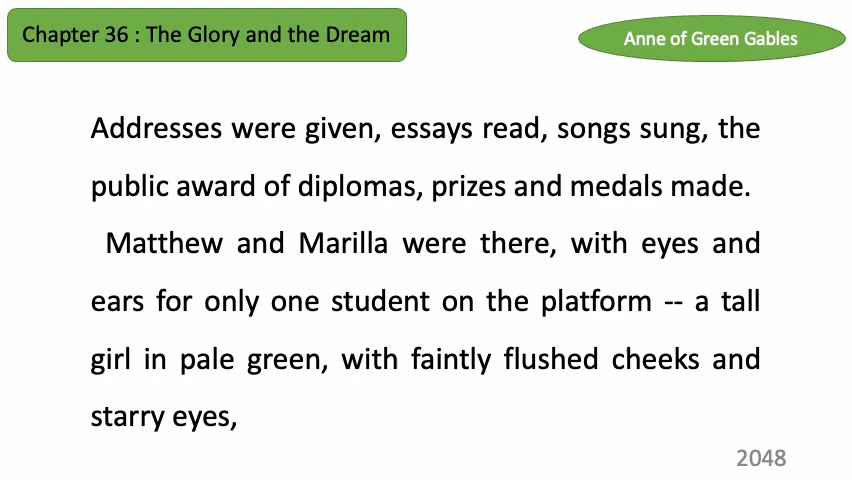 Chapter 36 : The Glory and the Dream
Anne of Green Gables
Addresses were given, essays read, songs sung, the
public award of diplomas, prizes and medals made.
Matthew and Marilla were there, with eyes and
ears for only one student on the platform -- a tall
girl in pale green, with faintly flushed cheeks and
starry eyes,
2048